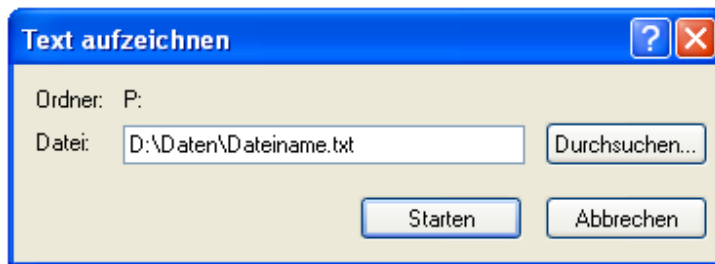 Text aufzeichnen
Ordner: P:
Datei: D:\Daten\Dateiname.txt Durchsuchen...
Starten Abbrechen